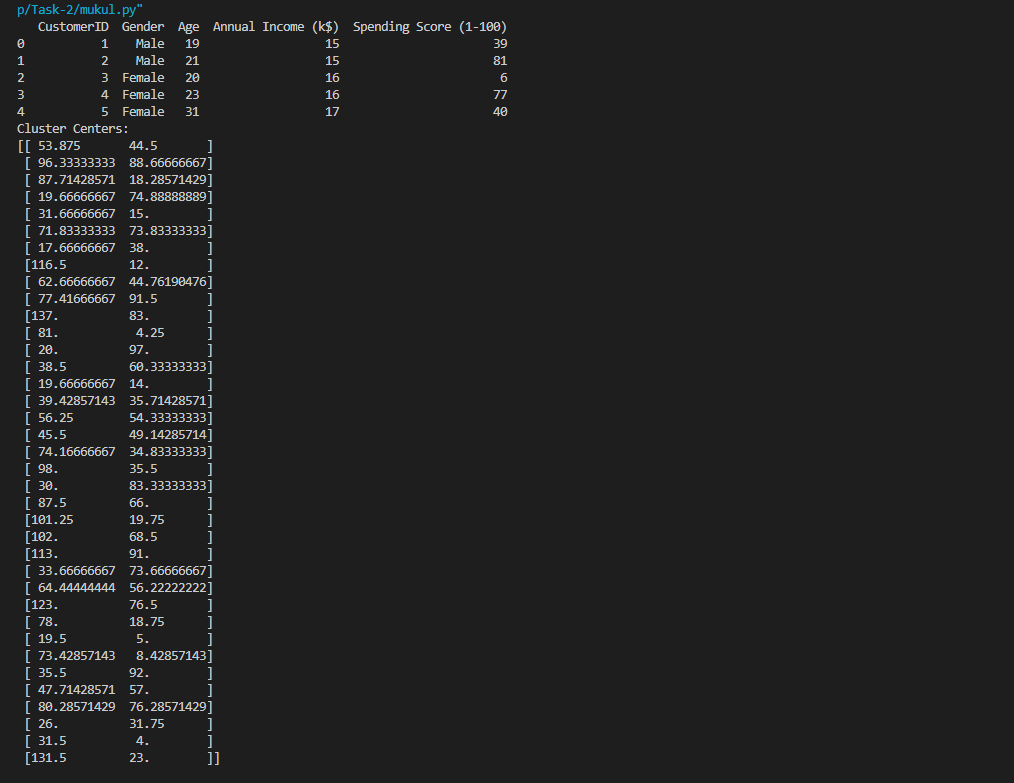 p/Task-2/mukul.py"
   CustomerID  Gender  Age  Annual Income (k$)  Spending Score (1-100)
0           1    Male   19                  15                      39
1           2    Male   21                  15                      81
2           3  Female   20                  16                       6
3           4  Female   23                  16                      77
4           5  Female   31                  17                      40
Cluster Centers:
[[ 53.875       44.5       ]
 [ 96.33333333  88.66666667]
 [ 87.71428571  18.28571429]
 [ 19.66666667  74.88888889]
 [ 31.66666667  15.        ]
 [ 71.83333333  73.83333333]
 [ 17.66666667  38.        ]
 [116.5         12.        ]
 [ 62.66666667  44.76190476]
 [ 77.41666667  91.5       ]
 [137.          83.        ]
 [ 81.           4.25      ]
 [ 20.          97.        ]
 [ 38.5         60.33333333]
 [ 19.66666667  14.        ]
 [ 39.42857143  35.71428571]
 [ 56.25        54.33333333]
 [ 45.5         49.14285714]
 [ 74.16666667  34.83333333]
 [ 98.          35.5       ]
 [ 30.          83.33333333]
 [ 87.5         66.        ]
 [101.25        19.75      ]
 [102.          68.5       ]
 [113.          91.        ]
 [ 33.66666667  73.66666667]
 [ 64.44444444  56.22222222]
 [123.          76.5       ]
 [ 78.          18.75      ]
 [ 19.5          5.        ]
 [ 73.42857143   8.42857143]
 [ 35.5         92.        ]
 [ 47.71428571  57.        ]
 [ 80.28571429  76.28571429]
 [ 26.          31.75      ]
 [ 31.5          4.        ]
 [131.5         23.        ]]